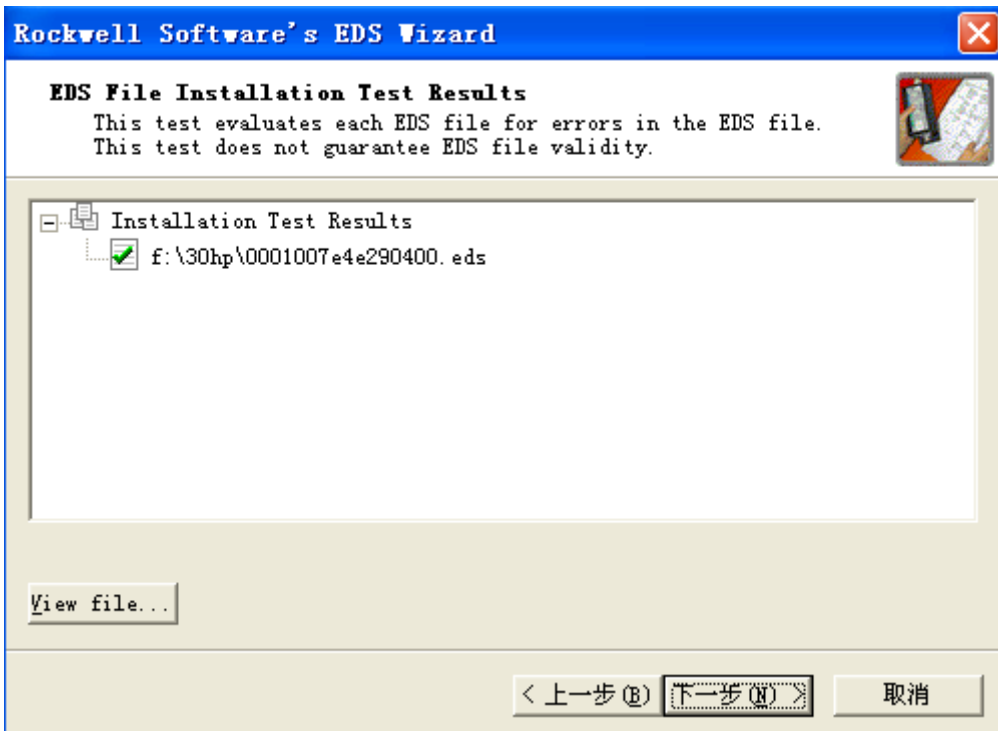 Rockwell Software's EDS Wizard
EDS File Installation Test Results
This test evaluates each EDS file for errors in the EDS file.
This test does not guarantee EDS file validity.
Installation Test Results
f:\30hp\0001007e4e290400.eds
View file...
< 上一步(B) 下一步(N) > 取消